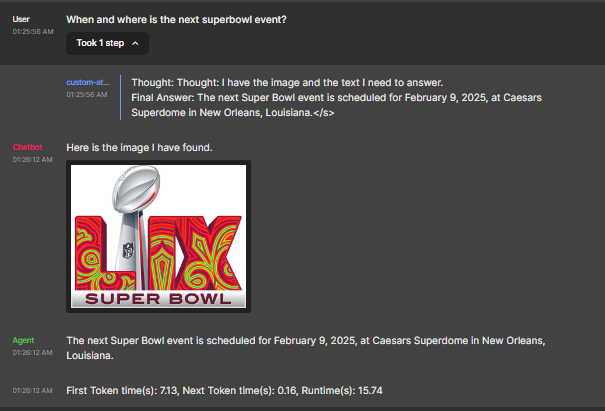 User
When and where is the next superbowl event?
01:25:56 AM
Took 1 step
custom-at...
Thought: Thought: I have the image and the text I need to answer.
01:25:56 AM
Final Answer: The next Super Bowl event is scheduled for February 9, 2025, at Caesars
Superdome in New Orleans, Louisiana.</s>
Chatbot
Here is the image I have found.
01:26:12 AM
NFL
LIX
SUPER BOWL
Agent
The next Super Bowl event is scheduled for February 9, 2025, at Caesars Superdome in New Orleans,
01:26:12 AM
Louisiana.
01:26:12 AM
First Token time(s): 7.13, Next Token time(s): 0.16, Runtime(s): 15.74